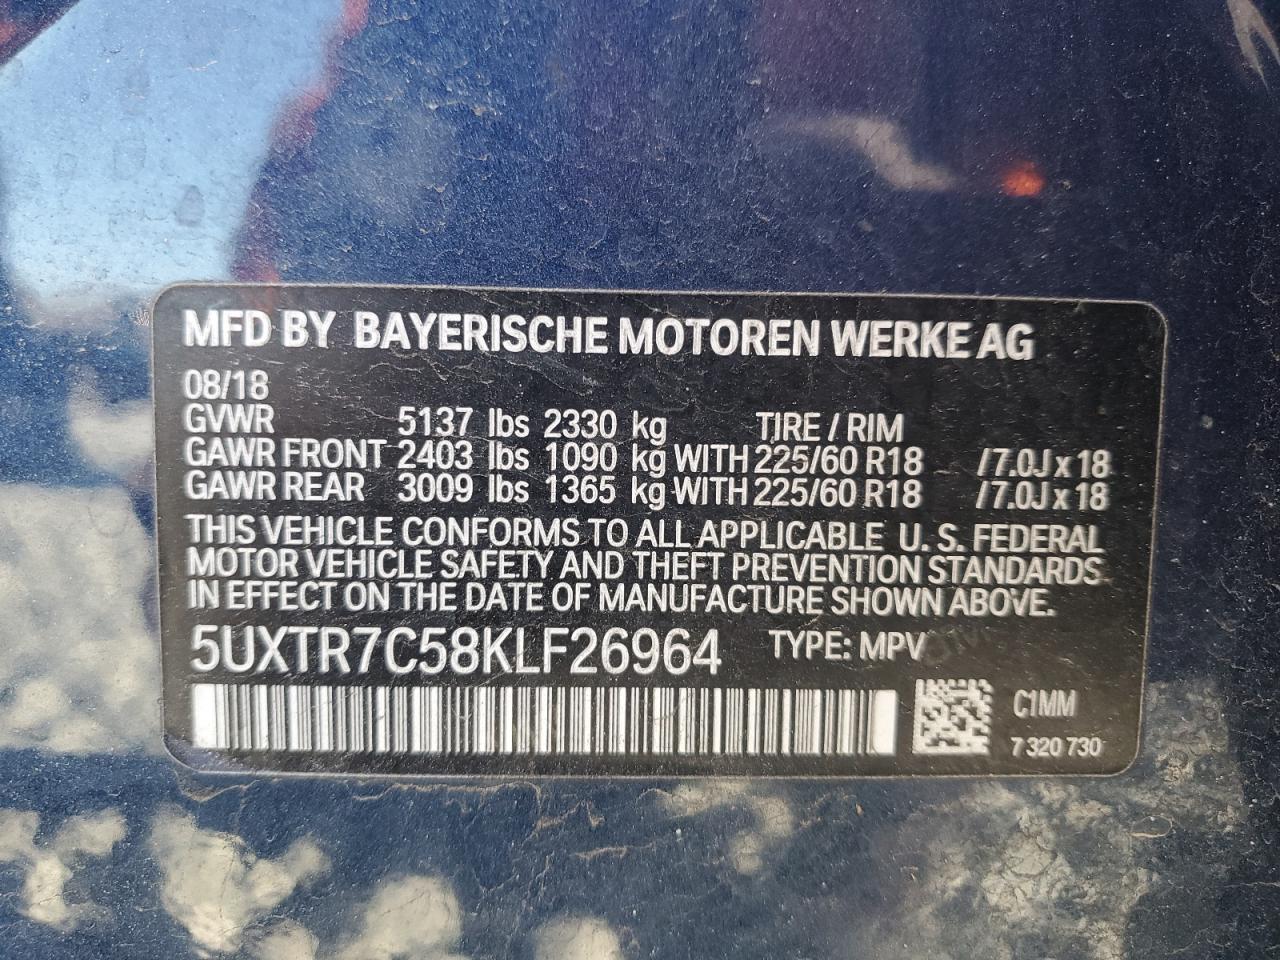 MFD BY BAYERISCHE MOTOREN WERKE AG
08/18
GVWR 5137 lbs 2330 kg TIRE / RIM
GAWR FRONT 2403 lbs 1090 kg WITH 225/60 R18 /7.0J x 18
GAWR REAR 3009 lbs 1365 kg WITH 225/60 R18 /7.0J x 18
THIS VEHICLE CONFORMS TO ALL APPLICABLE U.S. FEDERAL
MOTOR VEHICLE SAFETY AND THEFT PREVENTION STANDARDS
IN EFFECT ON THE DATE OF MANUFACTURE SHOWN ABOVE.
5UXTR7C58KLF26964 TYPE: MPV
C1MM
7 320 730